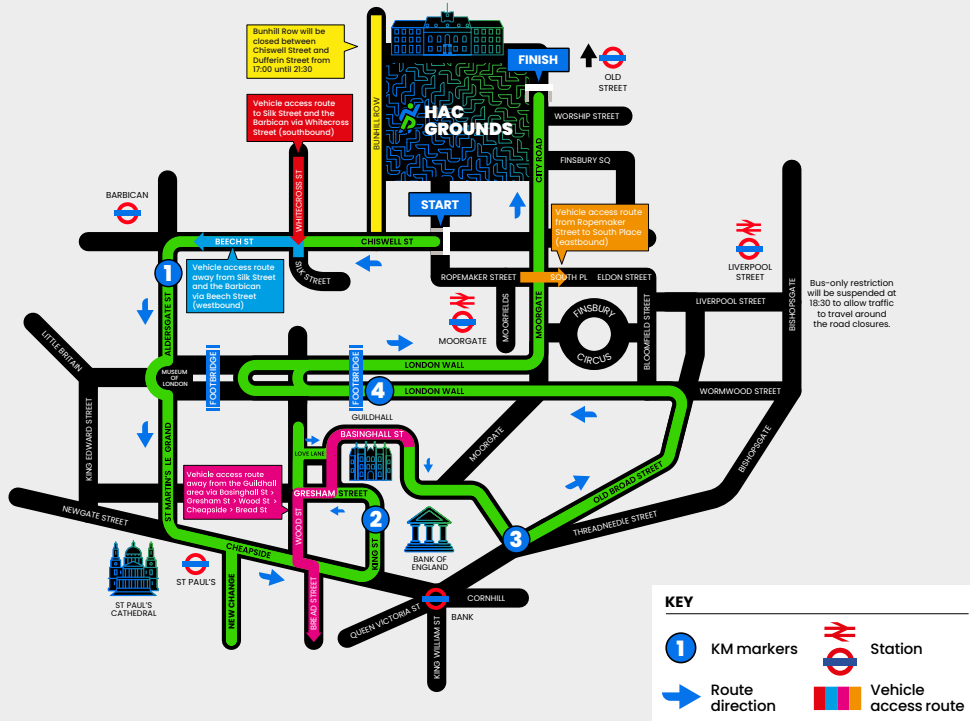 Bunhill Row will be
closed between
Chiswell Street and
Dufferin Street from
17:00 until 21:30
BUNHILL ROW
FINISH
OLD
STREET
HAC
GROUNDS
WORSHIP STREET
Vehicle access route
to Silk Street and the
Barbican via Whitecross
Street (southbound)
CITY ROAD
FINSBURY SQ
WHITECROSS ST
BARBICAN
START
Vehicle access route
from Ropemaker
Street to South Place
(eastbound)
BEECH ST
CHISWELL ST
LIVERPOOL
STREET
1
Vehicle access route
away from Silk Street
and the Barbican
via Beech Street
(westbound)
SILK STREET
ROPEMAKER STREET
SOUTH PL
ELDON STREET
BISHOPSGATE
Bus-only restriction
will be suspended at
18:30 to allow traffic
to travel around
the road closures.
ALDERSGATE ST
MOORGATE
MOORFIELDS
MOORGATE
FINSBURY
CIRCUS
BLOOMFIELD STREET
LIVERPOOL STREET
LITTLE BRITAIN
MUSEUM
OF
LONDON
FOOTBRIDGE
FOOTBRIDGE
LONDON WALL
4
LONDON WALL
WORMWOOD STREET
GUILDHALL
KING EDWARD STREET
ST MARTIN'S LE GRAND
BASINGHALL ST
LOVE LANE
MOORGATE
BISHOPSGATE
Vehicle access route
away from the Guildhall
area via Basinghall St >
Gresham St > Wood St >
Cheapside > Bread St
GRESHAM STREET
OLD BROAD STREET
NEWGATE STREET
WOOD ST
2
KING ST
3
THREADNEEDLE STREET
CHEAPSIDE
BANK OF
ENGLAND
ST PAUL'S
ST PAUL'S
CATHEDRAL
NEW CHANGE
BREAD STREET
QUEEN VICTORIA ST
CORNHILL
BANK
KING WILLIAM ST
KEY
1
KM markers
Station
Route
direction
Vehicle
access route